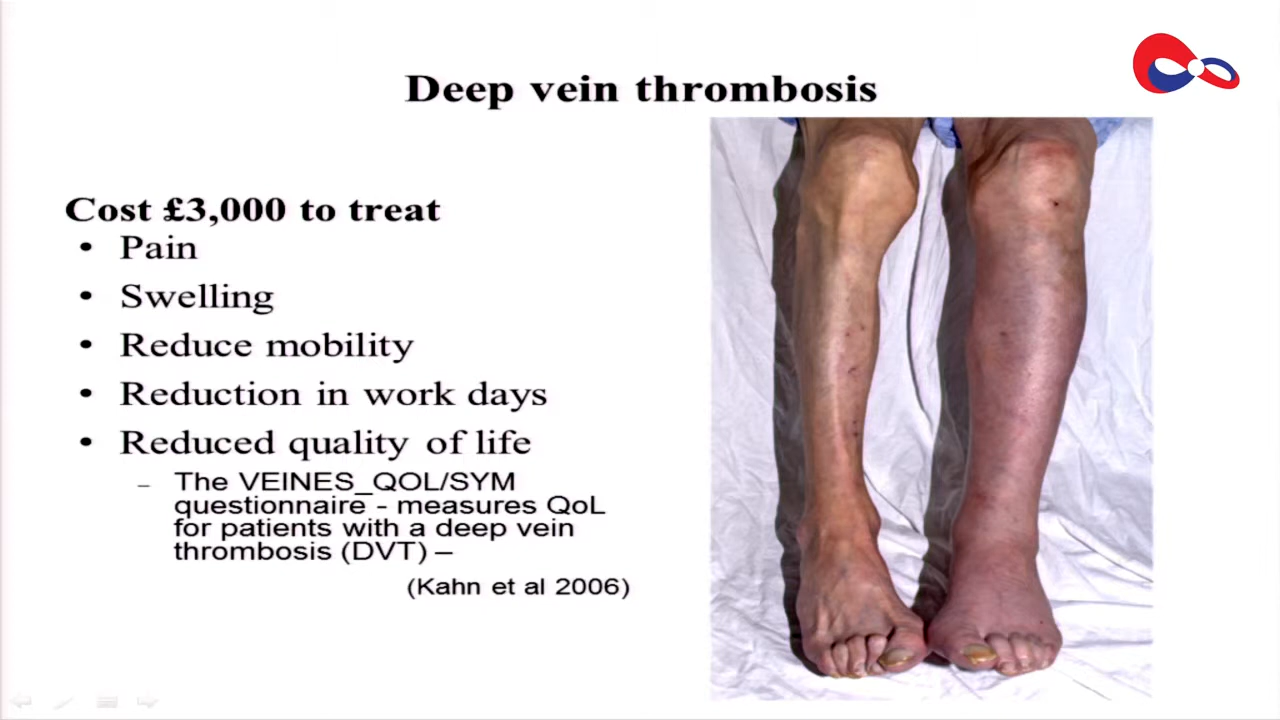 Deep vein thrombosis
Cost £3,000 to treat
• Pain
• Swelling
• Reduce mobility
• Reduction in work days
• Reduced quality of life
– The VEINES_QOL/SYM
questionnaire - measures QoL
for patients with a deep vein
thrombosis (DVT) –
(Kahn et al 2006)